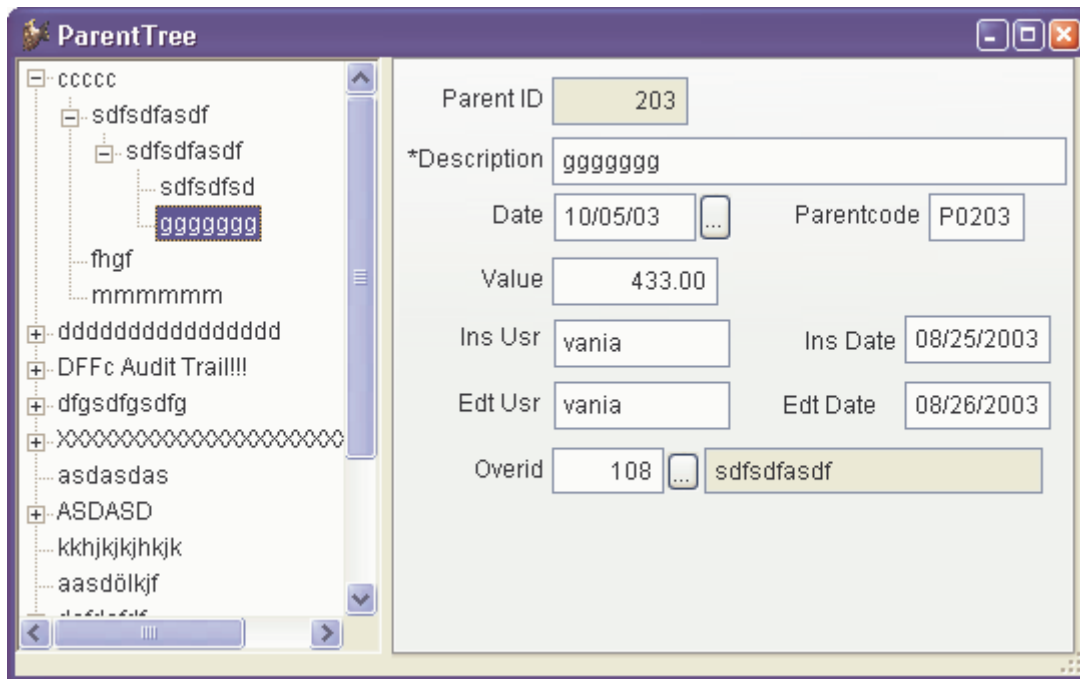 ParentTree
ccccc
sdfsdfasdf
sdfsdfasdf
sdfsdfsd
ggggggg
fhgf
mmmmmm
dddddddddddddddd
DFFc Audit Trail!!!
dfgsdfgsdfg
asdasdas
ASDASD
kkhjkjkjhkjk
aasdölkjf
Parent ID 203
*Description ggggggg
Date 10/05/03 ... Parentcode P0203
Value 433.00
Ins Usr vania Ins Date 08/25/2003
Edt Usr vania Edt Date 08/26/2003
Overid 108 ... sdfsdfasdf